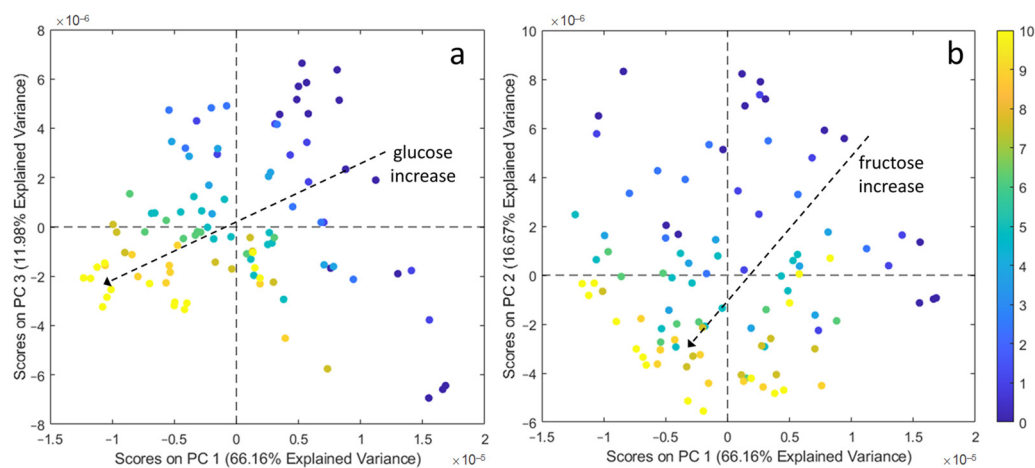 ×10⁻⁶
8
6
4
2
0
−2
−4
−6
−8
Scores on PC 3 (11.98% Explained Variance)
a
glucose
increase
−1.5 −1 −0.5 0 0.5 1 1.5 2
Scores on PC 1 (66.16% Explained Variance) ×10⁻⁵
×10⁻⁶
10
8
6
4
2
0
−2
−4
−6
Scores on PC 2 (16.67% Explained Variance)
b
fructose
increase
−1.5 −1 −0.5 0 0.5 1 1.5 2
Scores on PC 1 (66.16% Explained Variance) ×10⁻⁵
10
9
8
7
6
5
4
3
2
1
0